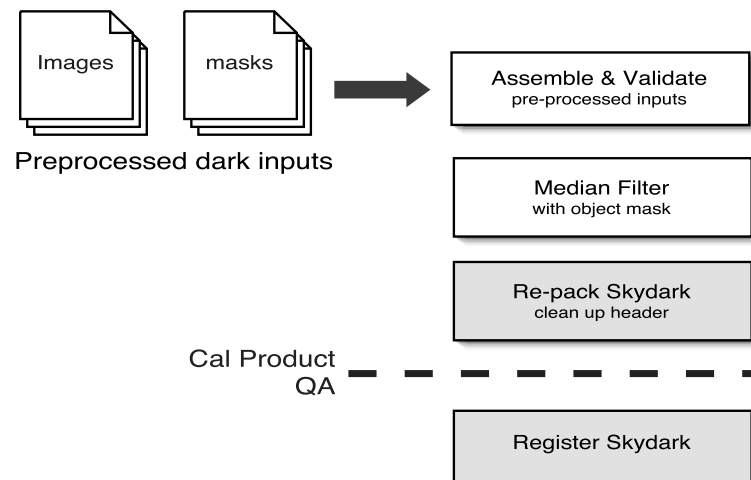 Images
masks
Preprocessed dark inputs
Assemble & Validate
pre-processed inputs
Median Filter
with object mask
Re-pack Skydark
clean up header
Cal Product
QA
Register Skydark